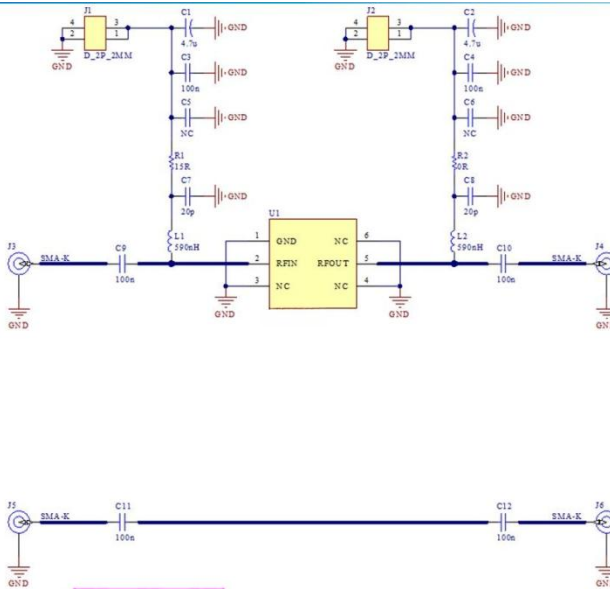 J1
4 3
2 1
D_2P_2MM
GND
C1
4.7u
GND
C3
100n
GND
C5
NC
GND
R1
15R
C7
20p
GND
L1
590nH
J2
4 3
2 1
D_2P_2MM
GND
C2
4.7u
GND
C4
100n
GND
C6
NC
GND
R2
0R
C8
20p
GND
L2
590nH
J3
SMA-K
GND
C9
100n
U1
1 GND NC 6
2 RFIN RFOUT 5
3 NC NC 4
GND
GND
C10
100n
SMA-K
J4
GND
J5
SMA-K
GND
C11
100n
C12
100n
SMA-K
J6
GND